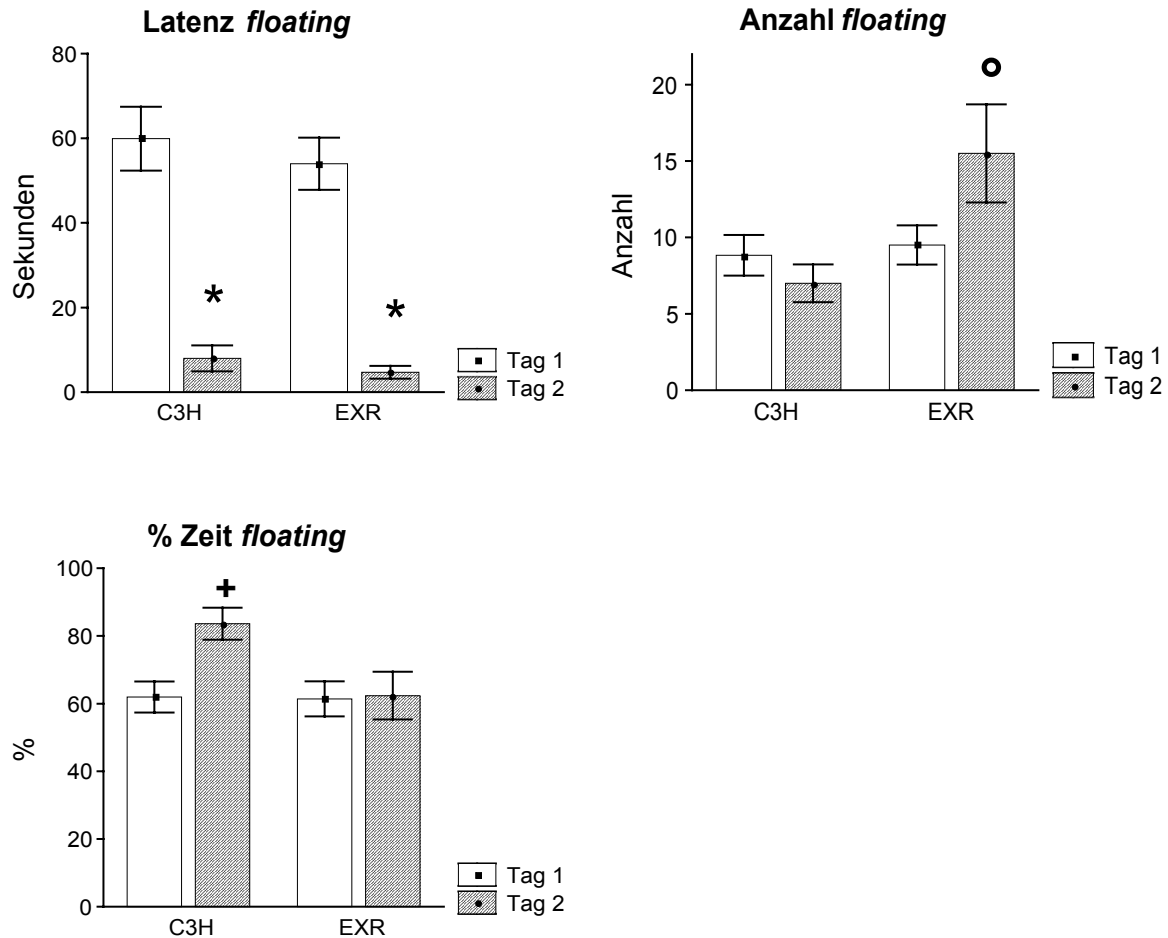 Latenz floating
80
60
40
20
0
Sekunden
*
*
C3H
EXR
Tag 1
Tag 2
Anzahl floating
20
15
10
5
0
Anzahl
C3H
EXR
Tag 1
Tag 2
% Zeit floating
100
80
60
40
20
0
%
+
C3H
EXR
Tag 1
Tag 2